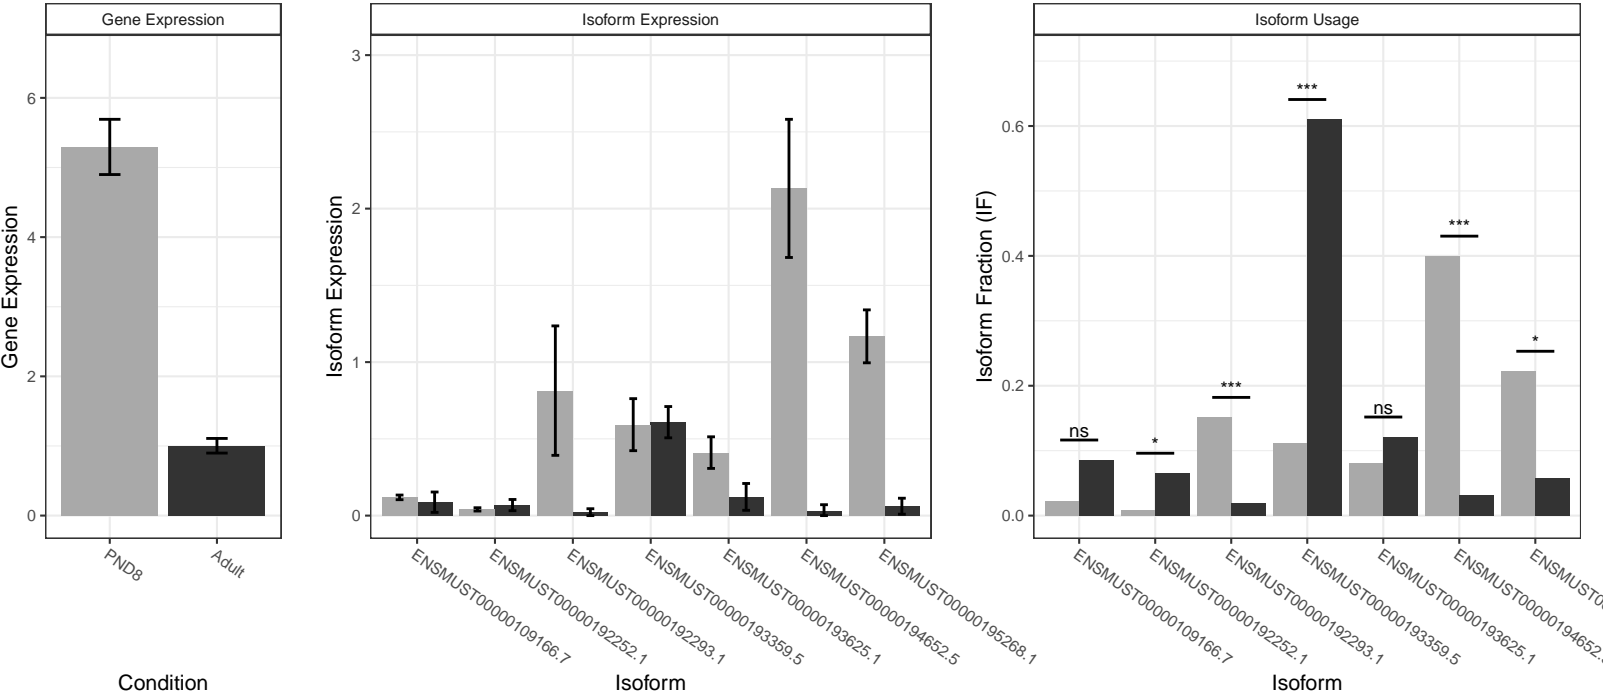 Gene Expression
Isoform Expression
Isoform Usage
Gene Expression
6
4
2
0
PND8
Adult
Condition
Isoform Expression
3
2
1
0
ENSMUST00000109166.7
ENSMUST00000192252.1
ENSMUST00000192293.1
ENSMUST00000193359.5
ENSMUST00000193625.1
ENSMUST00000194652.5
ENSMUST00000195268.1
Isoform
Isoform Fraction (IF)
0.6
0.4
0.2
0.0
ns
*
***
***
ns
***
*
ENSMUST00000109166.7
ENSMUST00000192252.1
ENSMUST00000192293.1
ENSMUST00000193359.5
ENSMUST00000193625.1
ENSMUST00000194652.5
Isoform